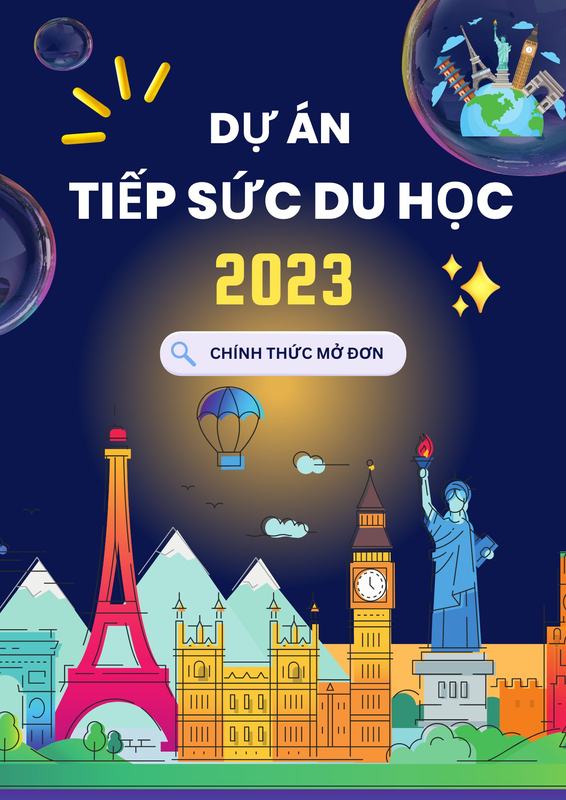 DỰ ÁN
TIẾP SỨC DU HỌC
2023
CHÍNH THỨC MỞ ĐƠN